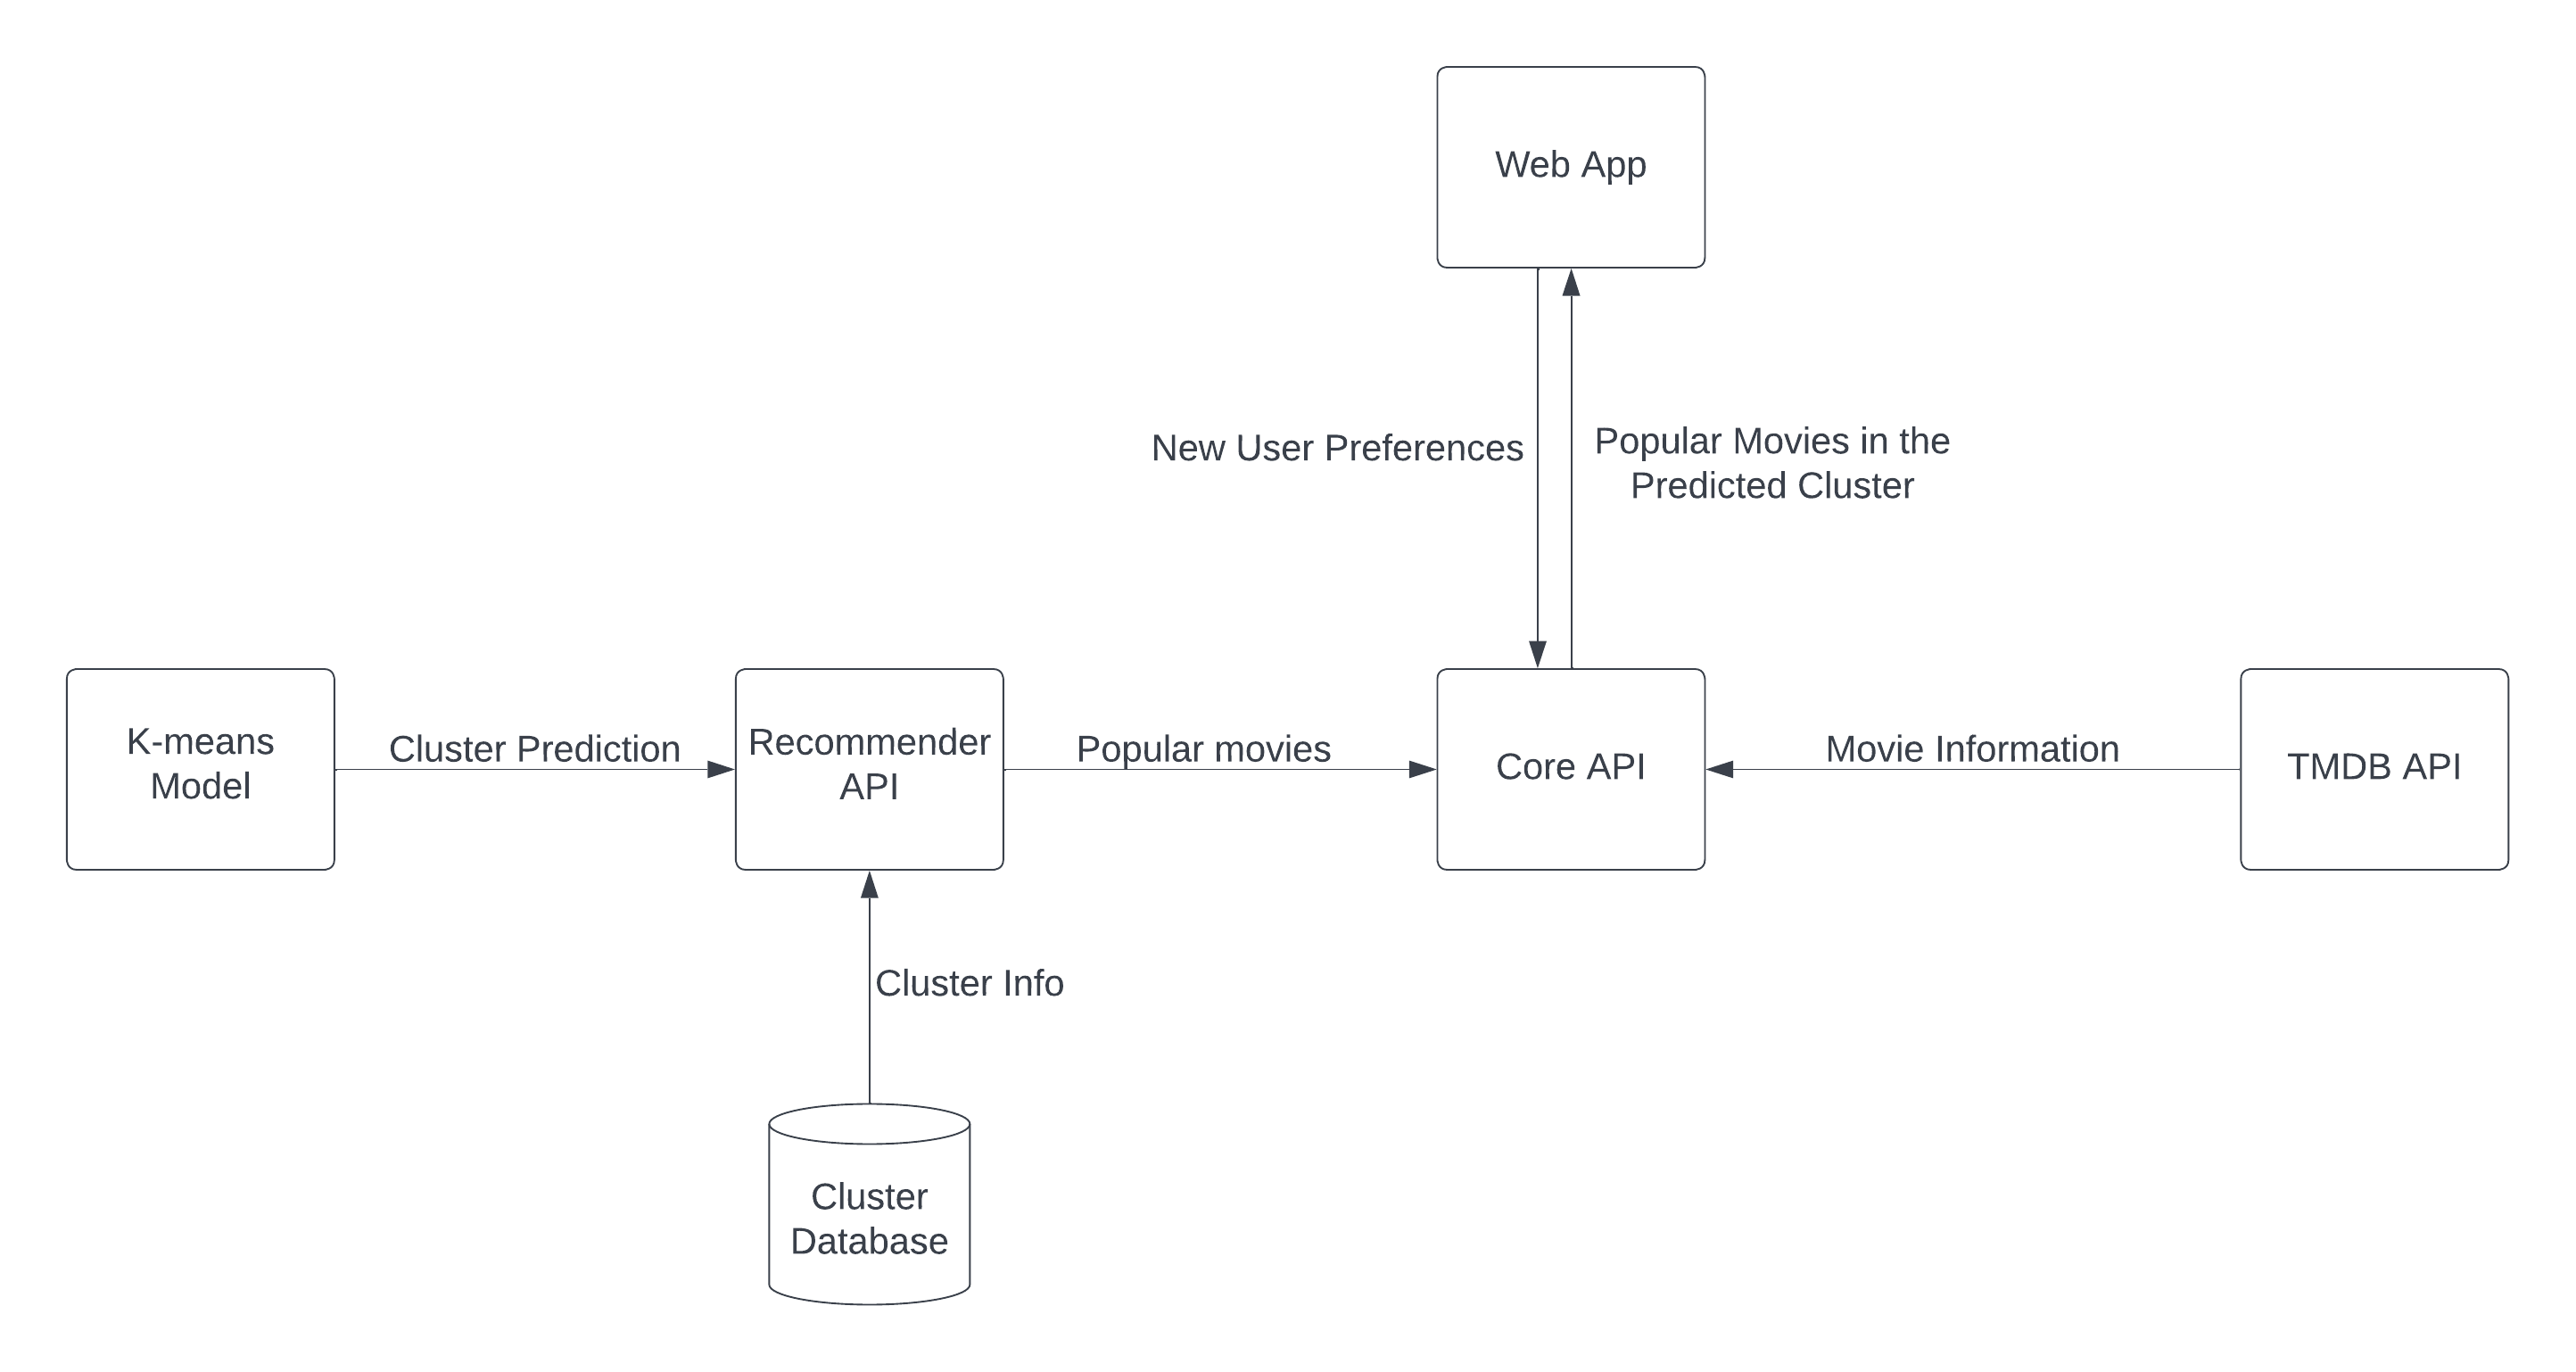 Web App
New User Preferences
Popular Movies in the
Predicted Cluster
K-means
Model
Cluster Prediction
Recommender
API
Popular movies
Core API
Movie Information
TMDB API
Cluster Info
Cluster
Database